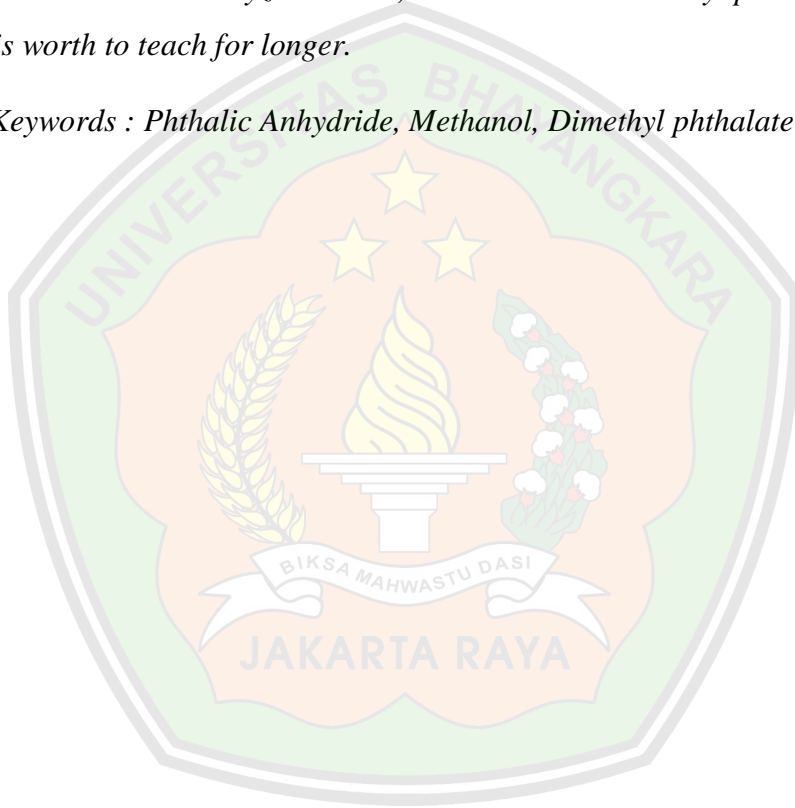 is worth to teach for longer.
Keywords : Phthalic Anhydride, Methanol, Dimethyl phthalate
UNIVERSITAS BHAYANGKARA
BIKSA MAHWASTU DASI
JAKARTA RAYA